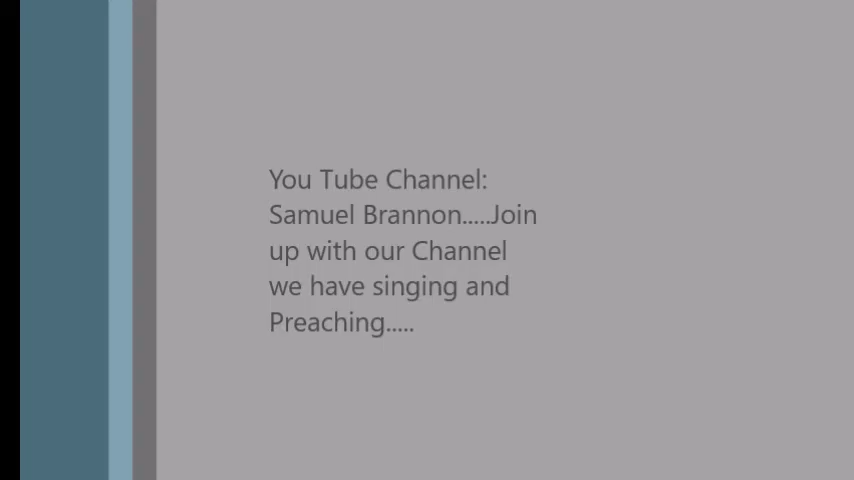 You Tube Channel:
Samuel Brannon.....Join
up with our Channel
we have singing and
Preaching.....